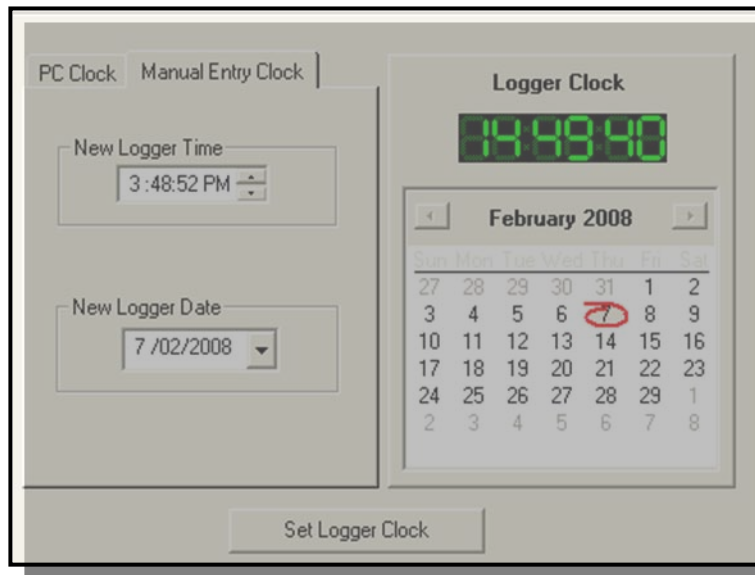 PC Clock
Manual Entry Clock
New Logger Time
3 :48:52 PM
New Logger Date
7 /02/2008
Logger Clock
14:49:40
February 2008
Sun Mon Tue Wed Thu Fri Sat
27 28 29 30 31 1 2
3 4 5 6 7 8 9
10 11 12 13 14 15 16
17 18 19 20 21 22 23
24 25 26 27 28 29 1
2 3 4 5 6 7 8
Set Logger Clock